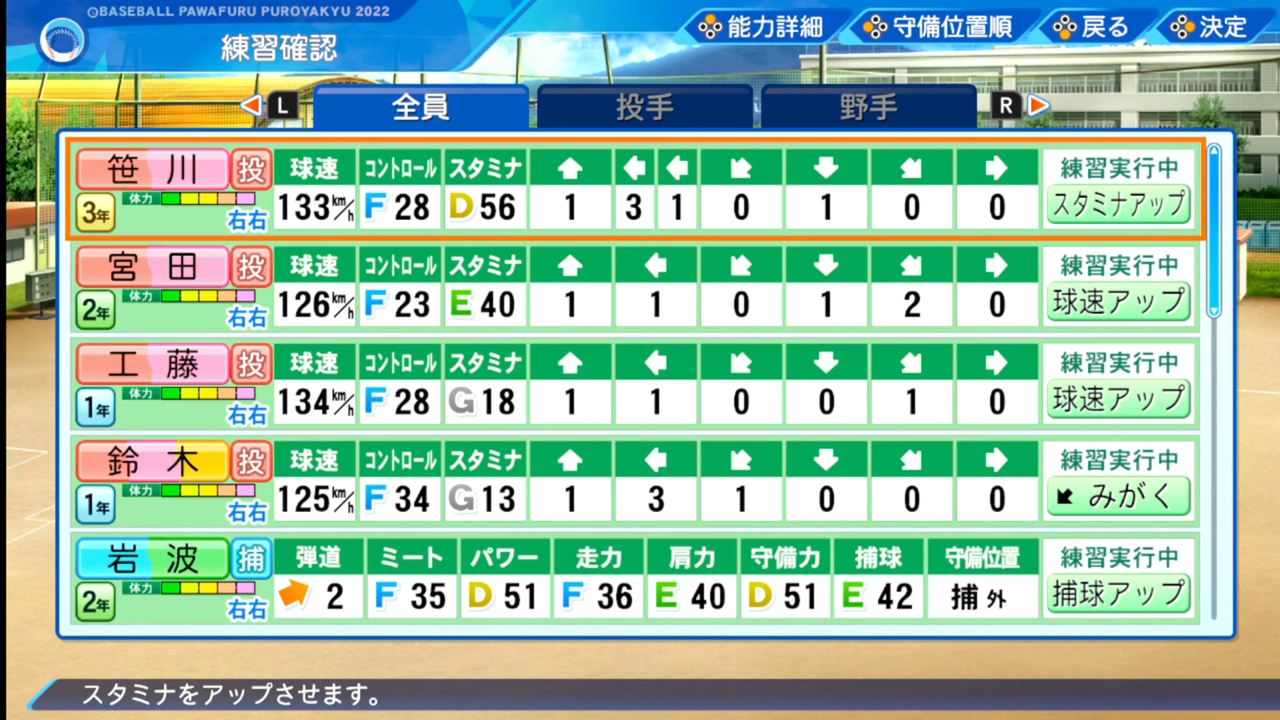 ©BASEBALL PAWAFURU PUROYAKYU 2022
練習確認
能力詳細 守備位置順 戻る 決定
L 全員 投手 野手 R
笹川 投 球速 コントロール スタミナ 練習実行中
3年 体力 右右 133km/h F 28 D 56 1 3 1 0 1 0 0 スタミナアップ
宮田 投 球速 コントロール スタミナ 練習実行中
2年 体力 右右 126km/h F 23 E 40 1 1 0 1 2 0 球速アップ
工藤 投 球速 コントロール スタミナ 練習実行中
1年 体力 右右 134km/h F 28 G 18 1 1 0 0 1 0 球速アップ
鈴木 投 球速 コントロール スタミナ 練習実行中
1年 体力 右右 125km/h F 34 G 13 1 3 1 0 0 0 みがく
岩波 捕 弾道 ミート パワー 走力 肩力 守備力 捕球 守備位置 練習実行中
2年 体力 右右 2 F 35 D 51 F 36 E 40 D 51 E 42 捕 外 捕球アップ
スタミナをアップさせます。